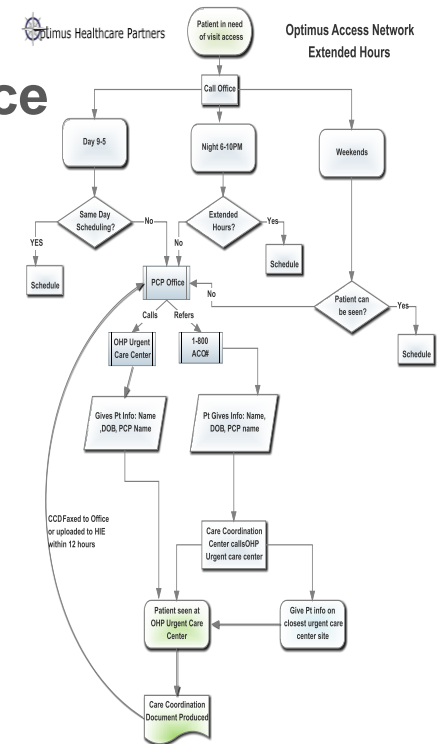 Optimus Healthcare Partners
Optimus Access Network
Extended Hours
ce
Patient in need
of visit access
Call Office
Day 9-5
Night 6-10PM
Weekends
Same Day
Scheduling?
No
YES
Schedule
Extended
Hours?
Yes
No
Schedule
PCP Office
No
Patient can
be seen?
Yes
Schedule
Calls
Refers
OHP Urgent
Care Center
1-800
ACO#
Gives Pt Info: Name
,DOB, PCP Name
Pt Gives Info: Name,
DOB, PCP name
CCDFaxed to Office
or uploaded to HIE
within 12 hours
Care Coordination
Center callsOHP
Urgent care center
Patient seen at
OHP Urgent Care
Center
Give Pt info on
closest urgent care
center site
Care Coordination
Document Produced